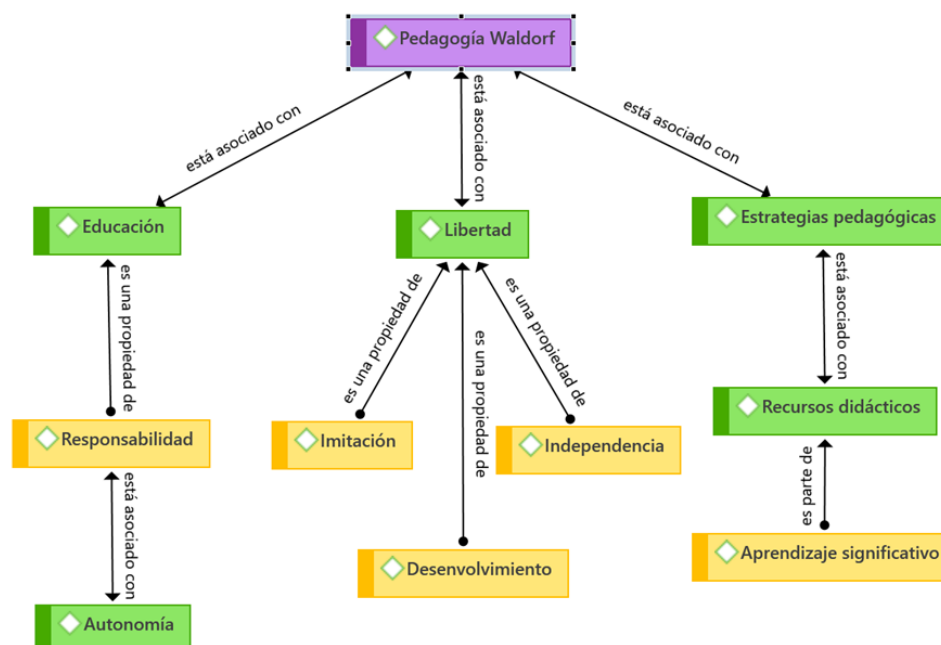 Pedagogía Waldorf
está asociado con
está asociado con
está asociado con
Educación
Libertad
Estrategias pedagógicas
es una propiedad de
es una propiedad de
es una propiedad de
es una propiedad de
está asociado con
Responsabilidad
Imitación
Independencia
Recursos didácticos
está asociado con
es parte de
Desenvolvimiento
Aprendizaje significativo
Autonomía